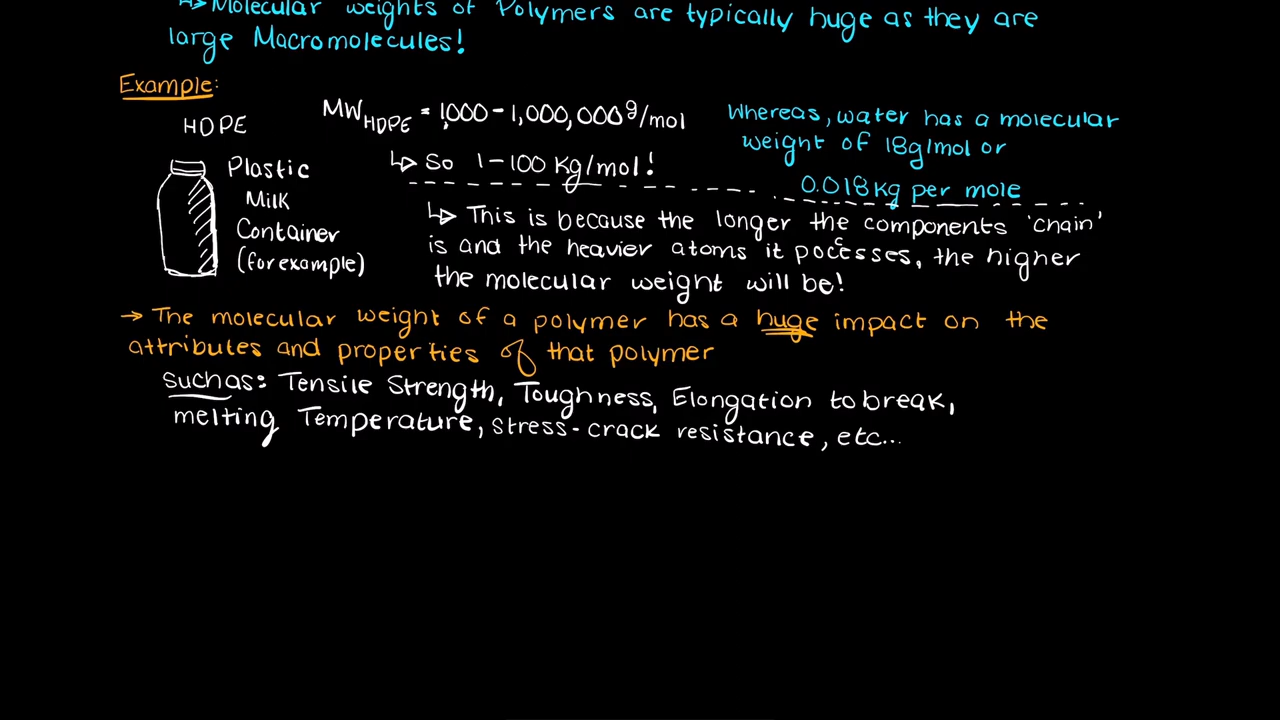 ↳ Molecular weights of Polymers are typically huge as they are
large Macromolecules!
Example:
HDPE
Plastic
Milk
Container
(for example)
MW HDPE = 1,000 - 1,000,000 g/mol
↳ So 1-100 Kg/mol!
Whereas, water has a molecular
weight of 18g/mol or
0.018kg per mole
↳ This is because the longer the components 'chain'
is and the heavier atoms it pocesses, the higher
the molecular weight will be!
→ The molecular weight of a polymer has a huge impact on the
attributes and properties of that polymer
such as: Tensile Strength, Toughness, Elongation to break,
melting Temperature, stress-crack resistance, etc...